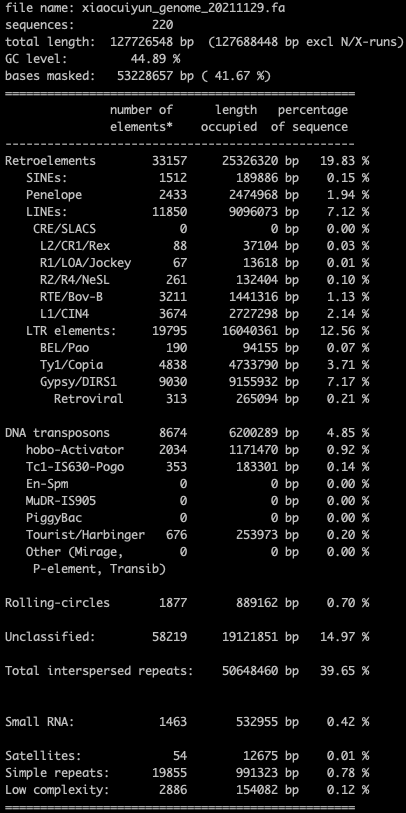 file name: xiaocuiyun_genome_20211129.fa
sequences:           220
total length:  127726548 bp  (127688448 bp excl N/X-runs)
GC level:         44.89 %
bases masked:   53228657 bp ( 41.67 %)
==================================================
               number of      length   percentage
               elements*    occupied  of sequence
--------------------------------------------------
Retroelements        33157     25326320 bp   19.83 %
   SINEs:             1512       189886 bp    0.15 %
   Penelope           2433      2474968 bp    1.94 %
   LINEs:            11850      9096073 bp    7.12 %
    CRE/SLACS            0            0 bp    0.00 %
     L2/CR1/Rex         88        37104 bp    0.03 %
     R1/LOA/Jockey      67        13618 bp    0.01 %
     R2/R4/NeSL        261       132404 bp    0.10 %
     RTE/Bov-B        3211      1441316 bp    1.13 %
     L1/CIN4          3674      2727298 bp    2.14 %
   LTR elements:     19795     16040361 bp   12.56 %
     BEL/Pao           190        94155 bp    0.07 %
     Ty1/Copia        4838      4733790 bp    3.71 %
     Gypsy/DIRS1      9030      9155932 bp    7.17 %
       Retroviral      313       265094 bp    0.21 %
DNA transposons       8674      6200289 bp    4.85 %
   hobo-Activator     2034      1171470 bp    0.92 %
   Tc1-IS630-Pogo      353       183301 bp    0.14 %
   En-Spm                0            0 bp    0.00 %
   MuDR-IS905            0            0 bp    0.00 %
   PiggyBac              0            0 bp    0.00 %
   Tourist/Harbinger   676       253973 bp    0.20 %
   Other (Mirage,        0            0 bp    0.00 %
    P-element, Transib)
Rolling-circles       1877       889162 bp    0.70 %
Unclassified:        58219     19121851 bp   14.97 %
Total interspersed repeats:    50648460 bp   39.65 %
Small RNA:            1463       532955 bp    0.42 %
Satellites:             54        12675 bp    0.01 %
Simple repeats:      19855       991323 bp    0.78 %
Low complexity:       2886       154082 bp    0.12 %
==================================================